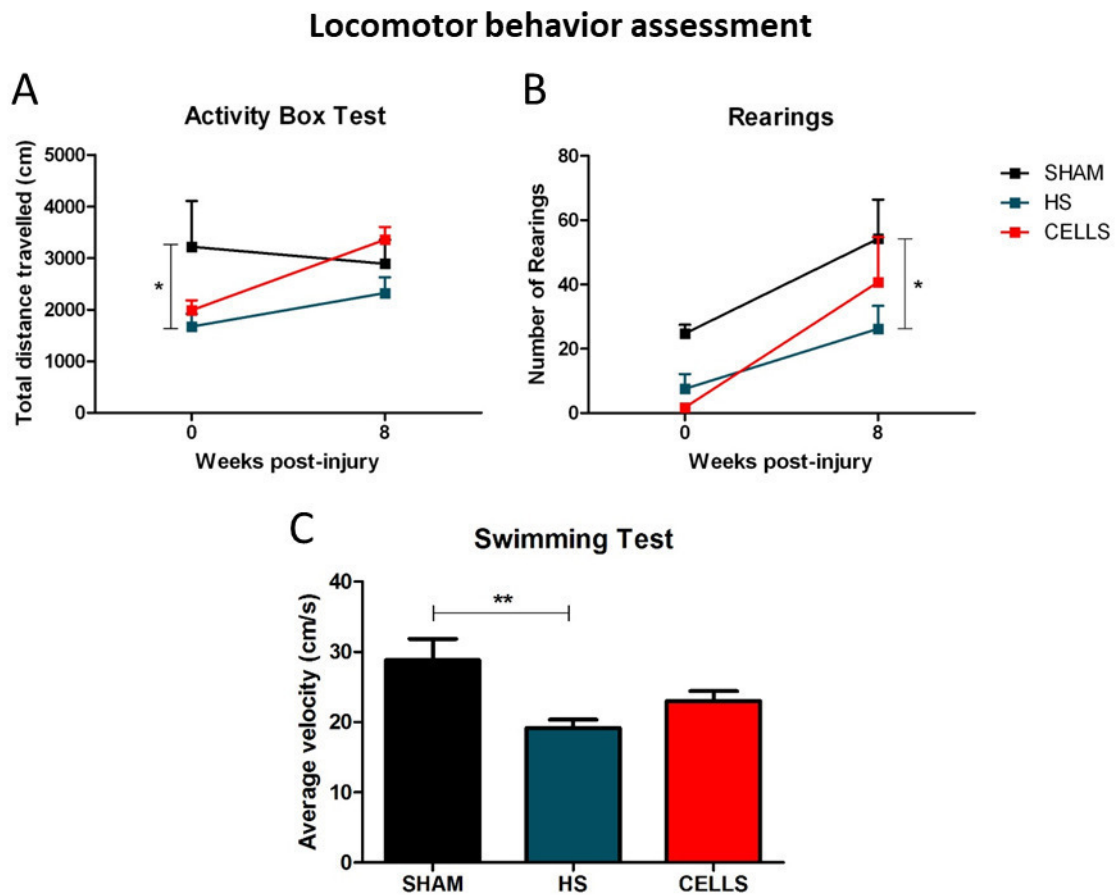 Locomotor behavior assessment
A
Activity Box Test
Total distance travelled (cm)
5000
4000
3000
2000
1000
0
*
0
8
Weeks post-injury
B
Rearings
Number of Rearings
80
60
40
20
0
*
0
8
Weeks post-injury
SHAM
HS
CELLS
C
Swimming Test
Average velocity (cm/s)
40
30
20
10
0
**
SHAM
HS
CELLS